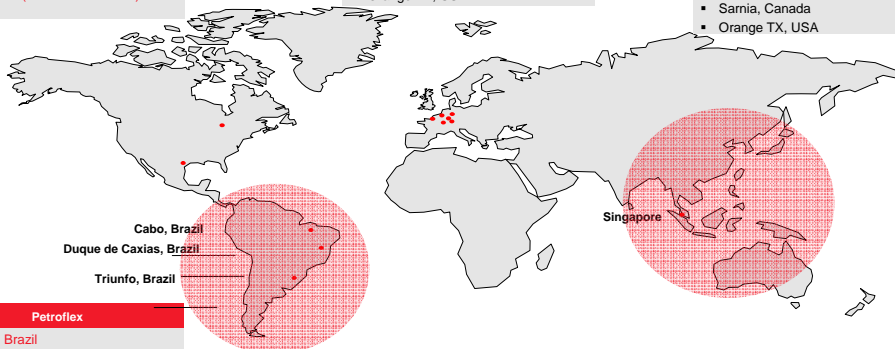 ▪ Sarnia, Canada
▪ Orange TX, USA
Singapore
Cabo, Brazil
Duque de Caxias, Brazil
Triunfo, Brazil
Petroflex
Brazil